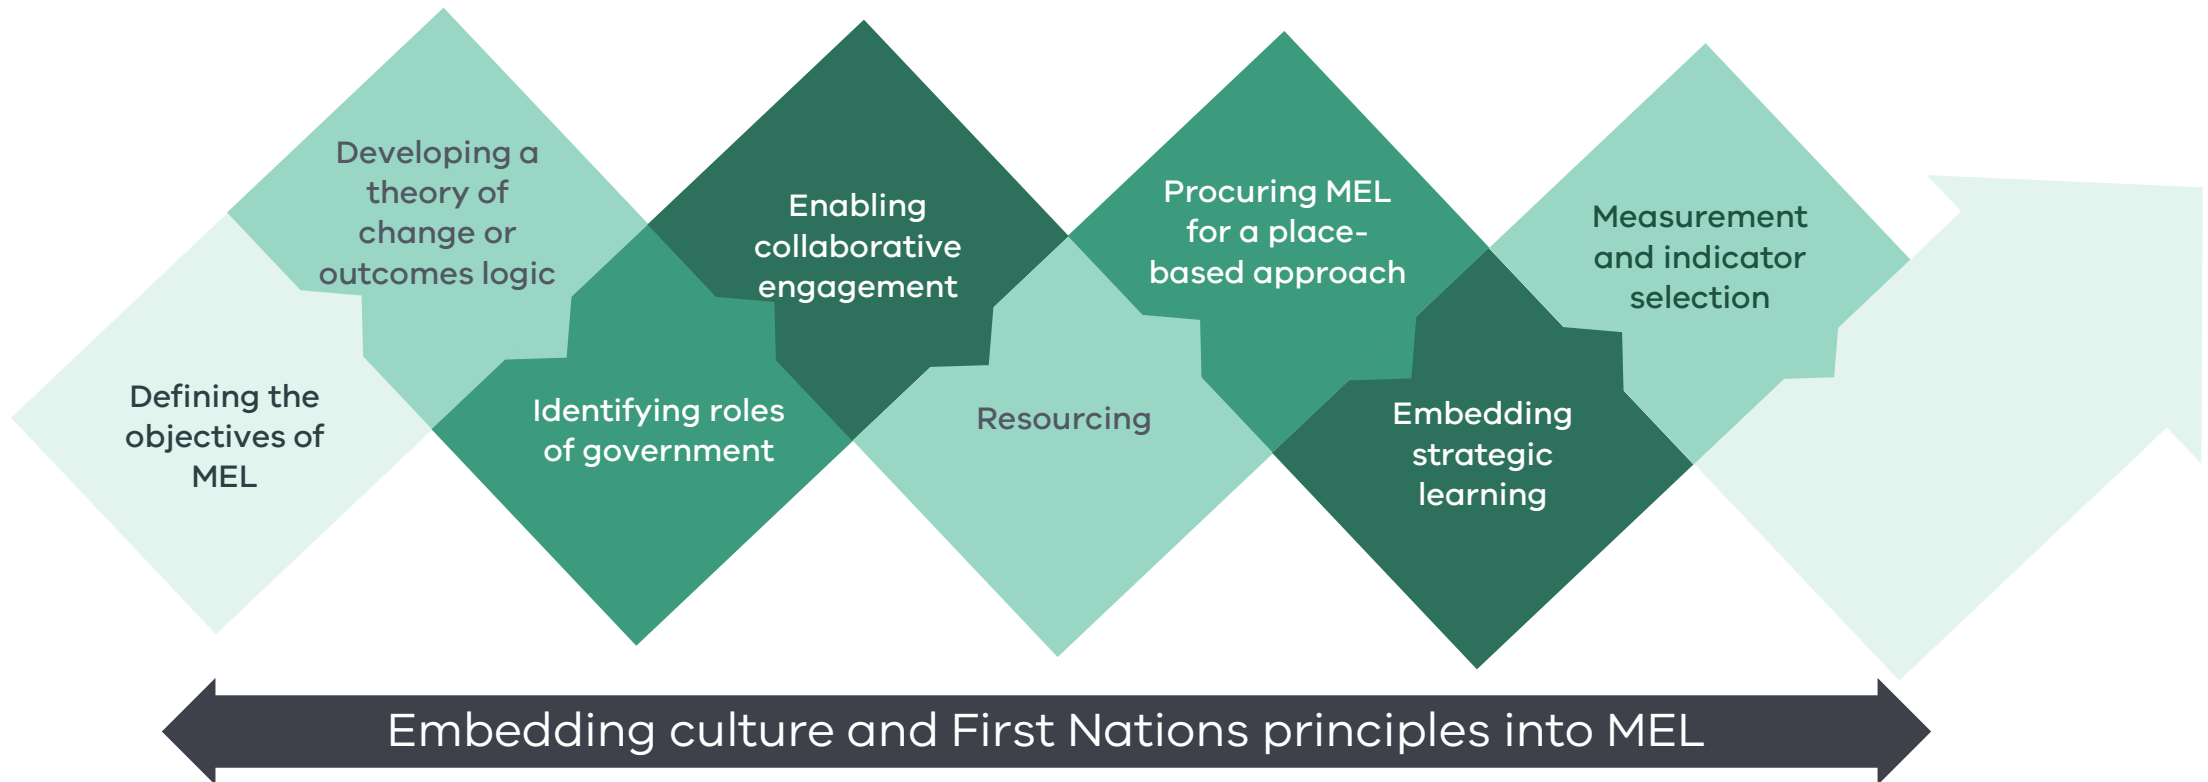 Defining the
objectives of
MEL
Developing a
theory of
change or
outcomes logic
Identifying roles
of government
Enabling
collaborative
engagement
Resourcing
Procuring MEL
for a place-
based approach
Embedding
strategic
learning
Measurement
and indicator
selection
Embedding culture and First Nations principles into MEL